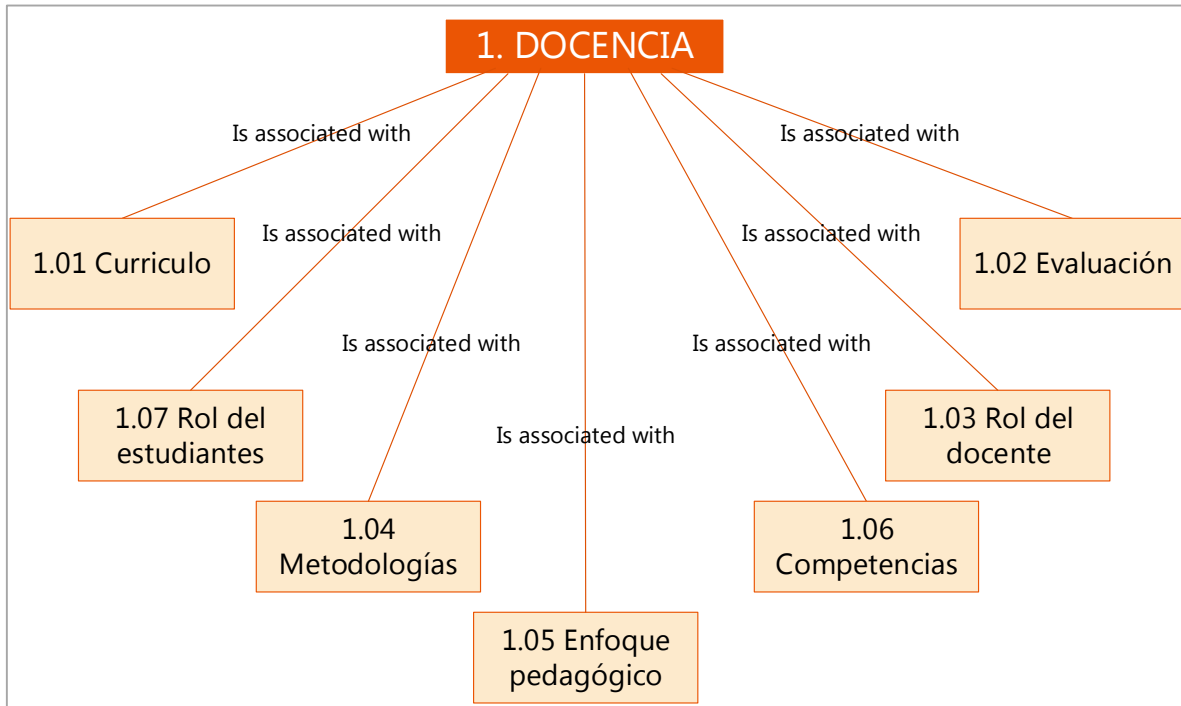 1. DOCENCIA
Is associated with
Is associated with
1.01 Curriculo
Is associated with
Is associated with
1.02 Evaluación
Is associated with
Is associated with
1.07 Rol del
estudiantes
1.03 Rol del
docente
Is associated with
1.04
Metodologías
1.06
Competencias
1.05 Enfoque
pedagógico